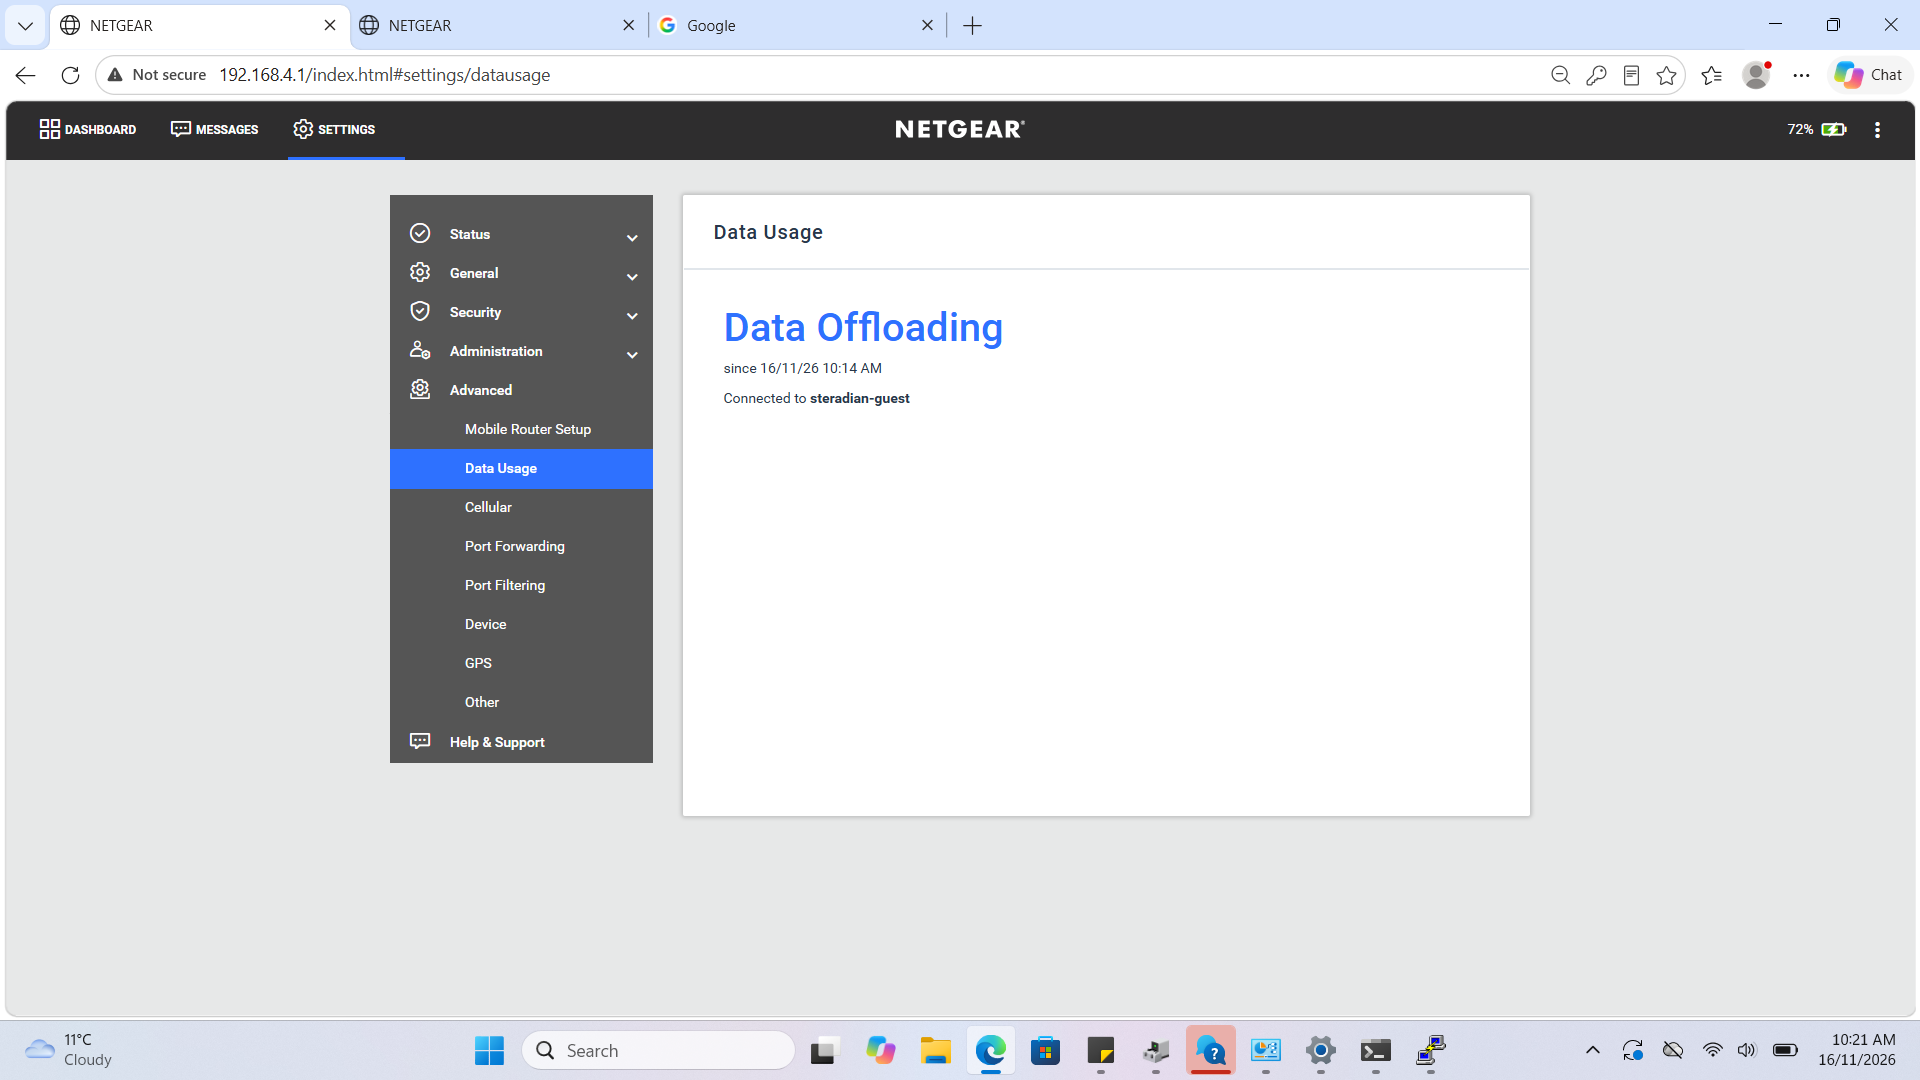 NETGEAR
NETGEAR
Google
Not secure
192.168.4.1/index.html#settings/datausage
Chat
DASHBOARD
MESSAGES
SETTINGS
NETGEAR
72%
Status
General
Security
Administration
Advanced
Mobile Router Setup
Data Usage
Cellular
Port Forwarding
Port Filtering
Device
GPS
Other
Help & Support
Data Usage
Data Offloading
since 16/11/26 10:14 AM
Connected to steradian-guest
11°C
Cloudy
Search
10:21 AM
16/11/2026